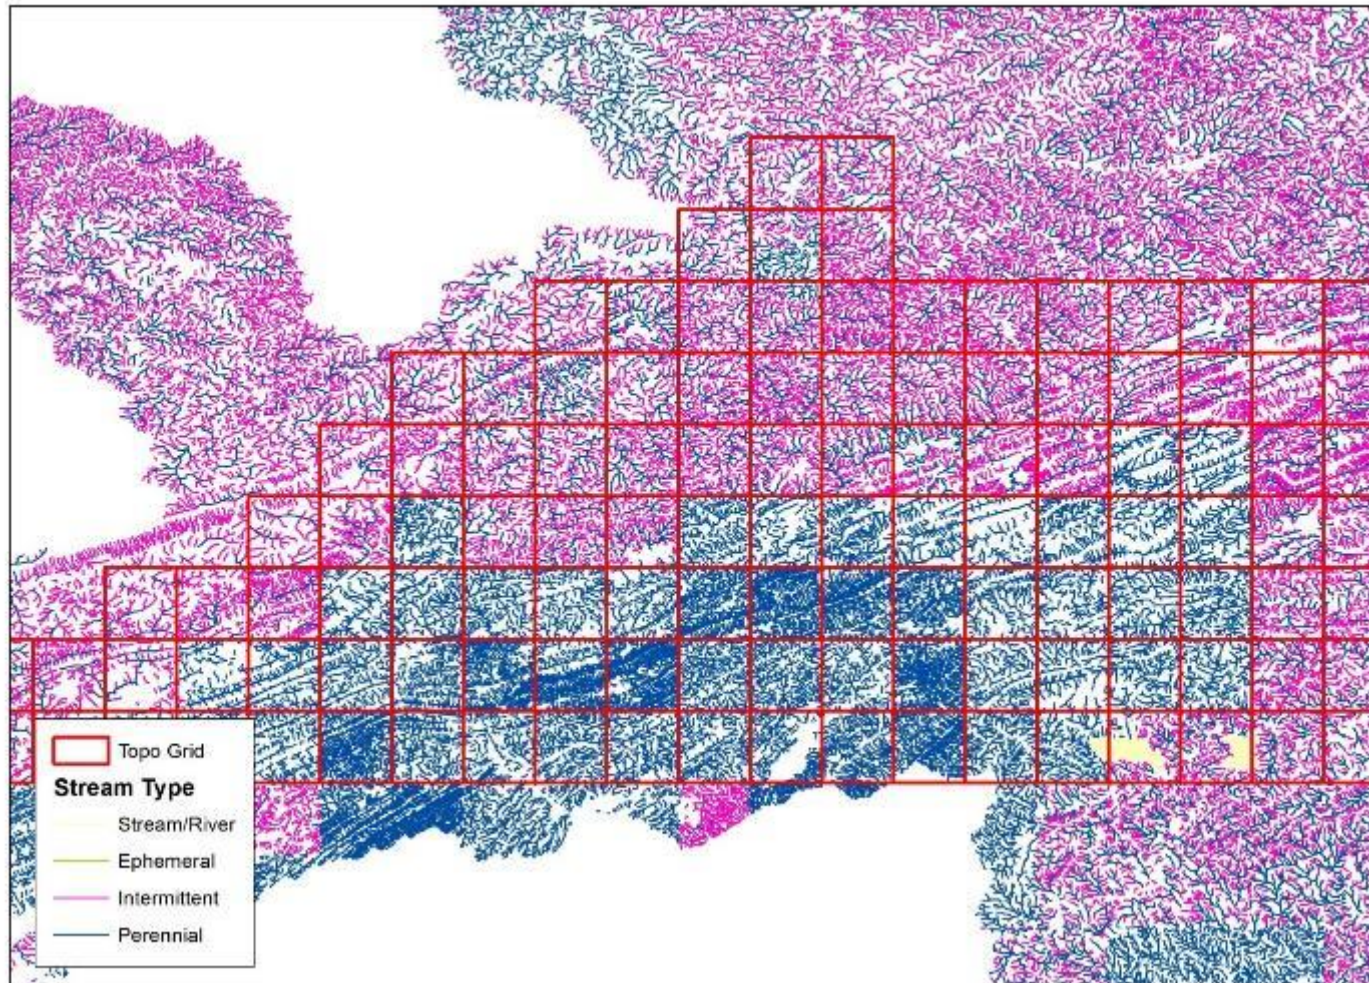 Topo Grid
Stream Type
Stream/River
Ephemeral
Intermittent
Perennial